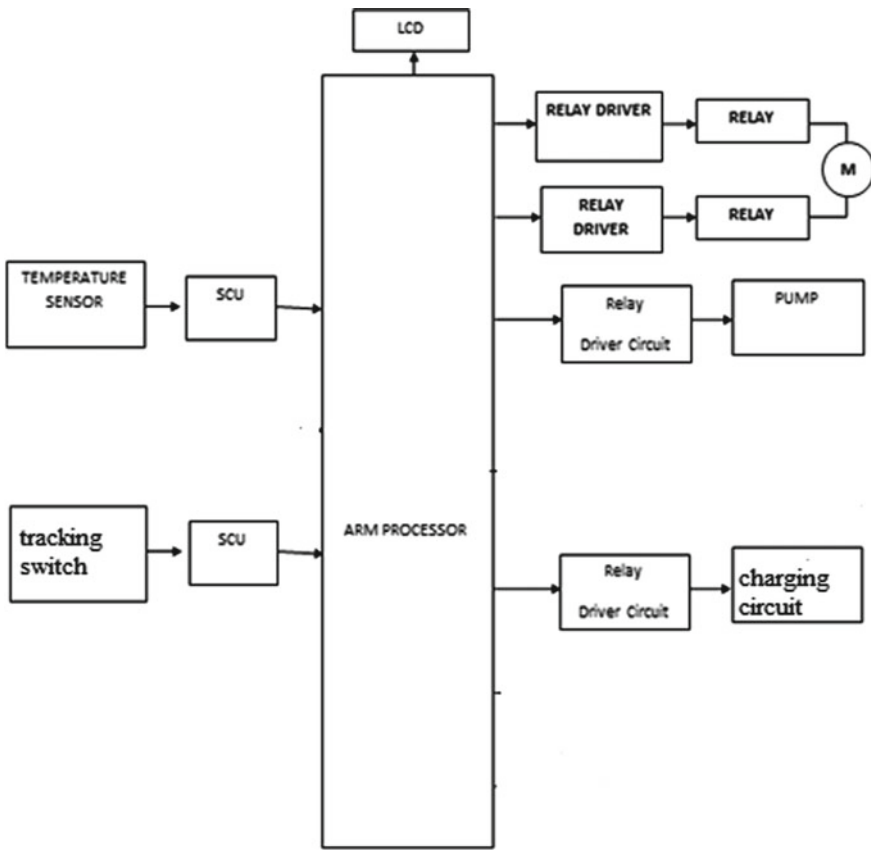 LCD
RELAY DRIVER
RELAY
M
RELAY
DRIVER
RELAY
TEMPERATURE
SENSOR
SCU
Relay
Driver Circuit
PUMP
tracking
switch
SCU
ARM PROCESSOR
Relay
Driver Circuit
charging
circuit